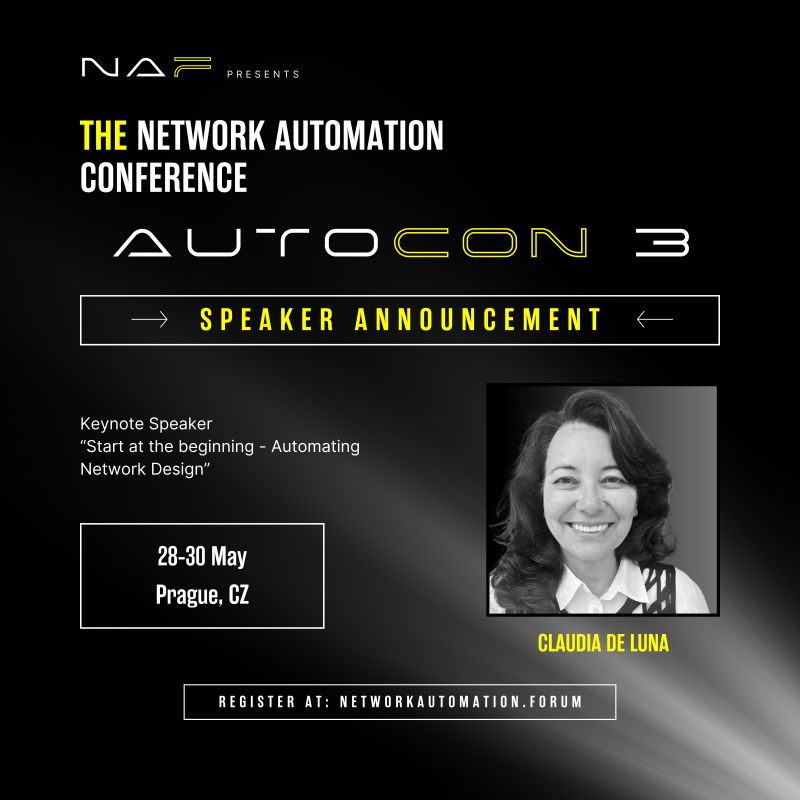 NAF PRESENTS
THE NETWORK AUTOMATION
CONFERENCE
AUTOCON 3
SPEAKER ANNOUNCEMENT
Keynote Speaker
“Start at the beginning - Automating
Network Design”
28-30 May
Prague, CZ
CLAUDIA DE LUNA
REGISTER AT: NETWORKAUTOMATION.FORUM